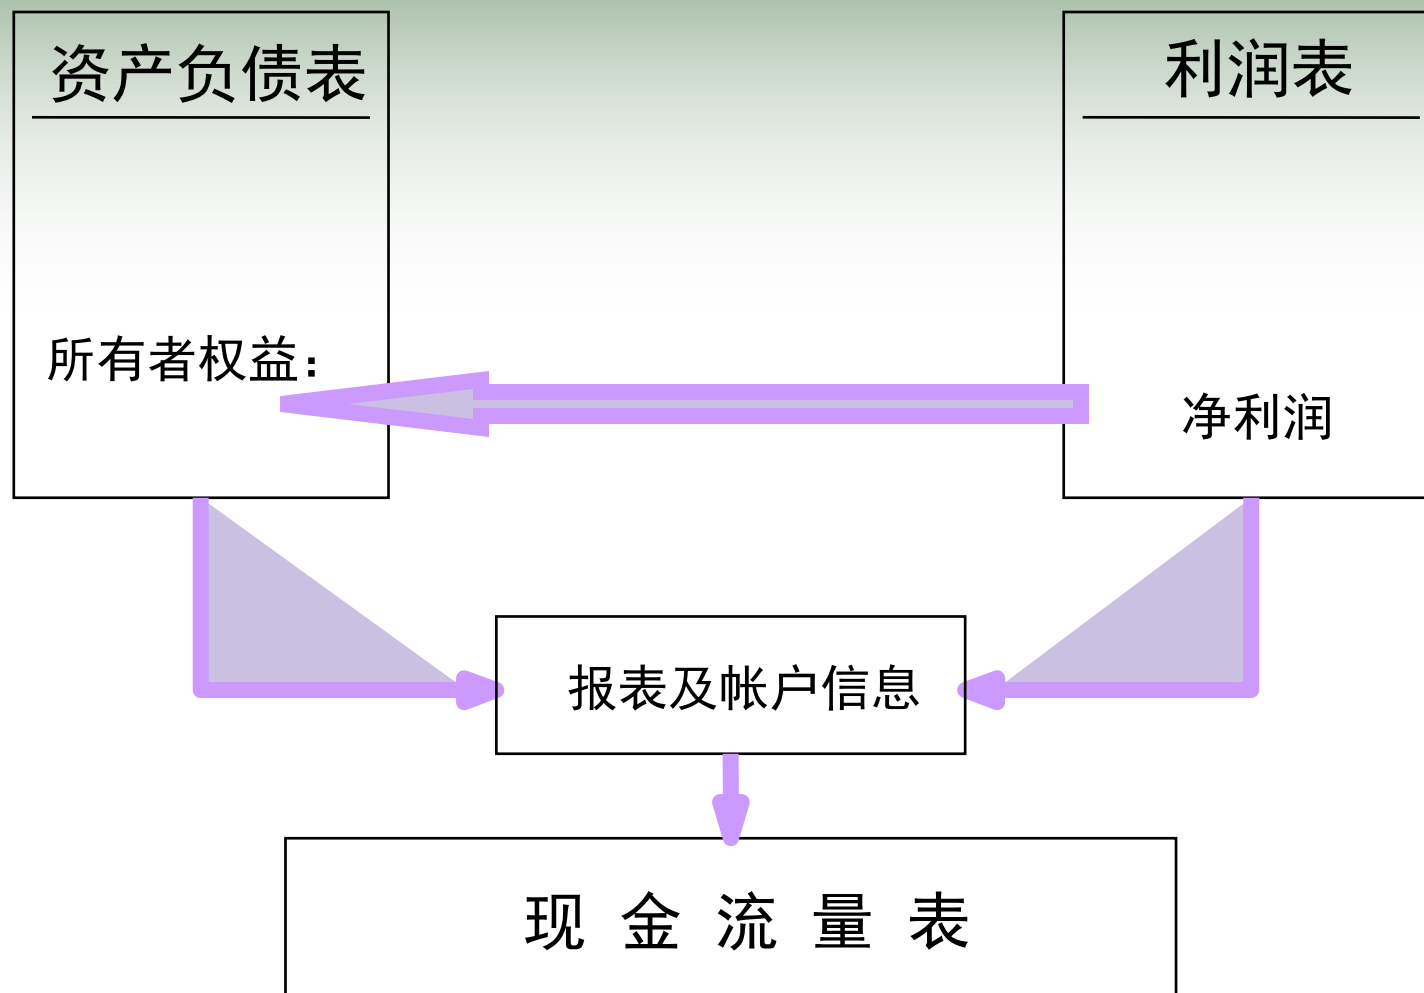 资产负债表
利润表
所有者权益：
净利润
报表及帐户信息
现 金 流 量 表